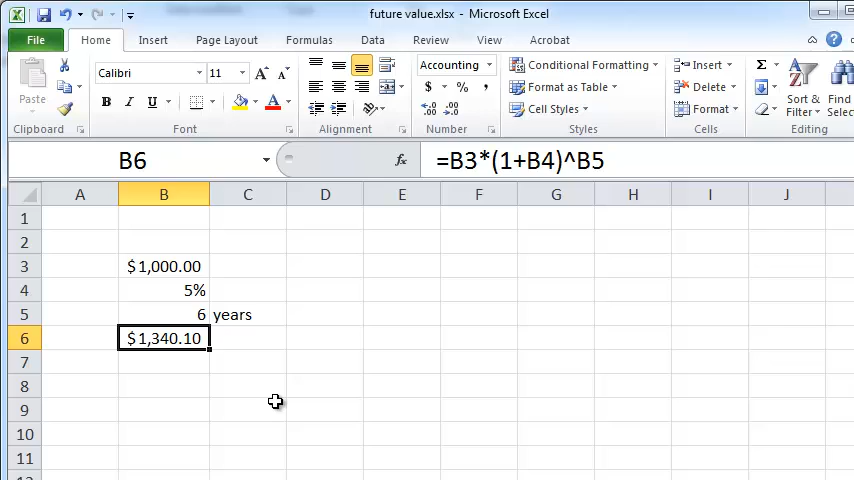 future value.xlsx - Microsoft Excel
File Home Insert Page Layout Formulas Data Review View Acrobat
Paste
Calibri 11
Accounting
Conditional Formatting
Insert
B I U
$ % ,
Format as Table
Delete
Cell Styles
Format
Sort &
Filter
Find
Selec
Clipboard Font Alignment Number Styles Cells Editing
B6 fx =B3*(1+B4)^B5
A B C D E F G H I J
1
2
3 $1,000.00
4 5%
5 6 years
6 $1,340.10
7
8
9
10
11
12